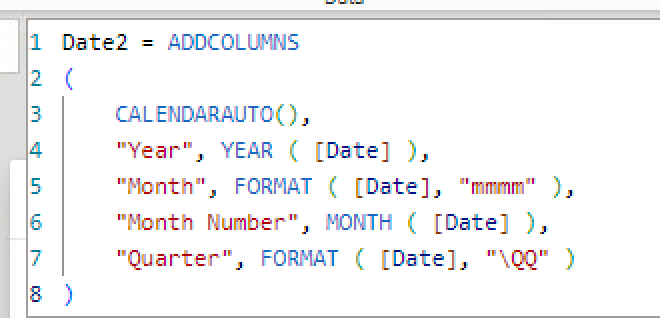 1 Date2 = ADDCOLUMNS
2 (
3 CALENDARAUTO(),
4 "Year", YEAR ( [Date] ),
5 "Month", FORMAT ( [Date], "mmmm" ),
6 "Month Number", MONTH ( [Date] ),
7 "Quarter", FORMAT ( [Date], "\QQ" )
8 )